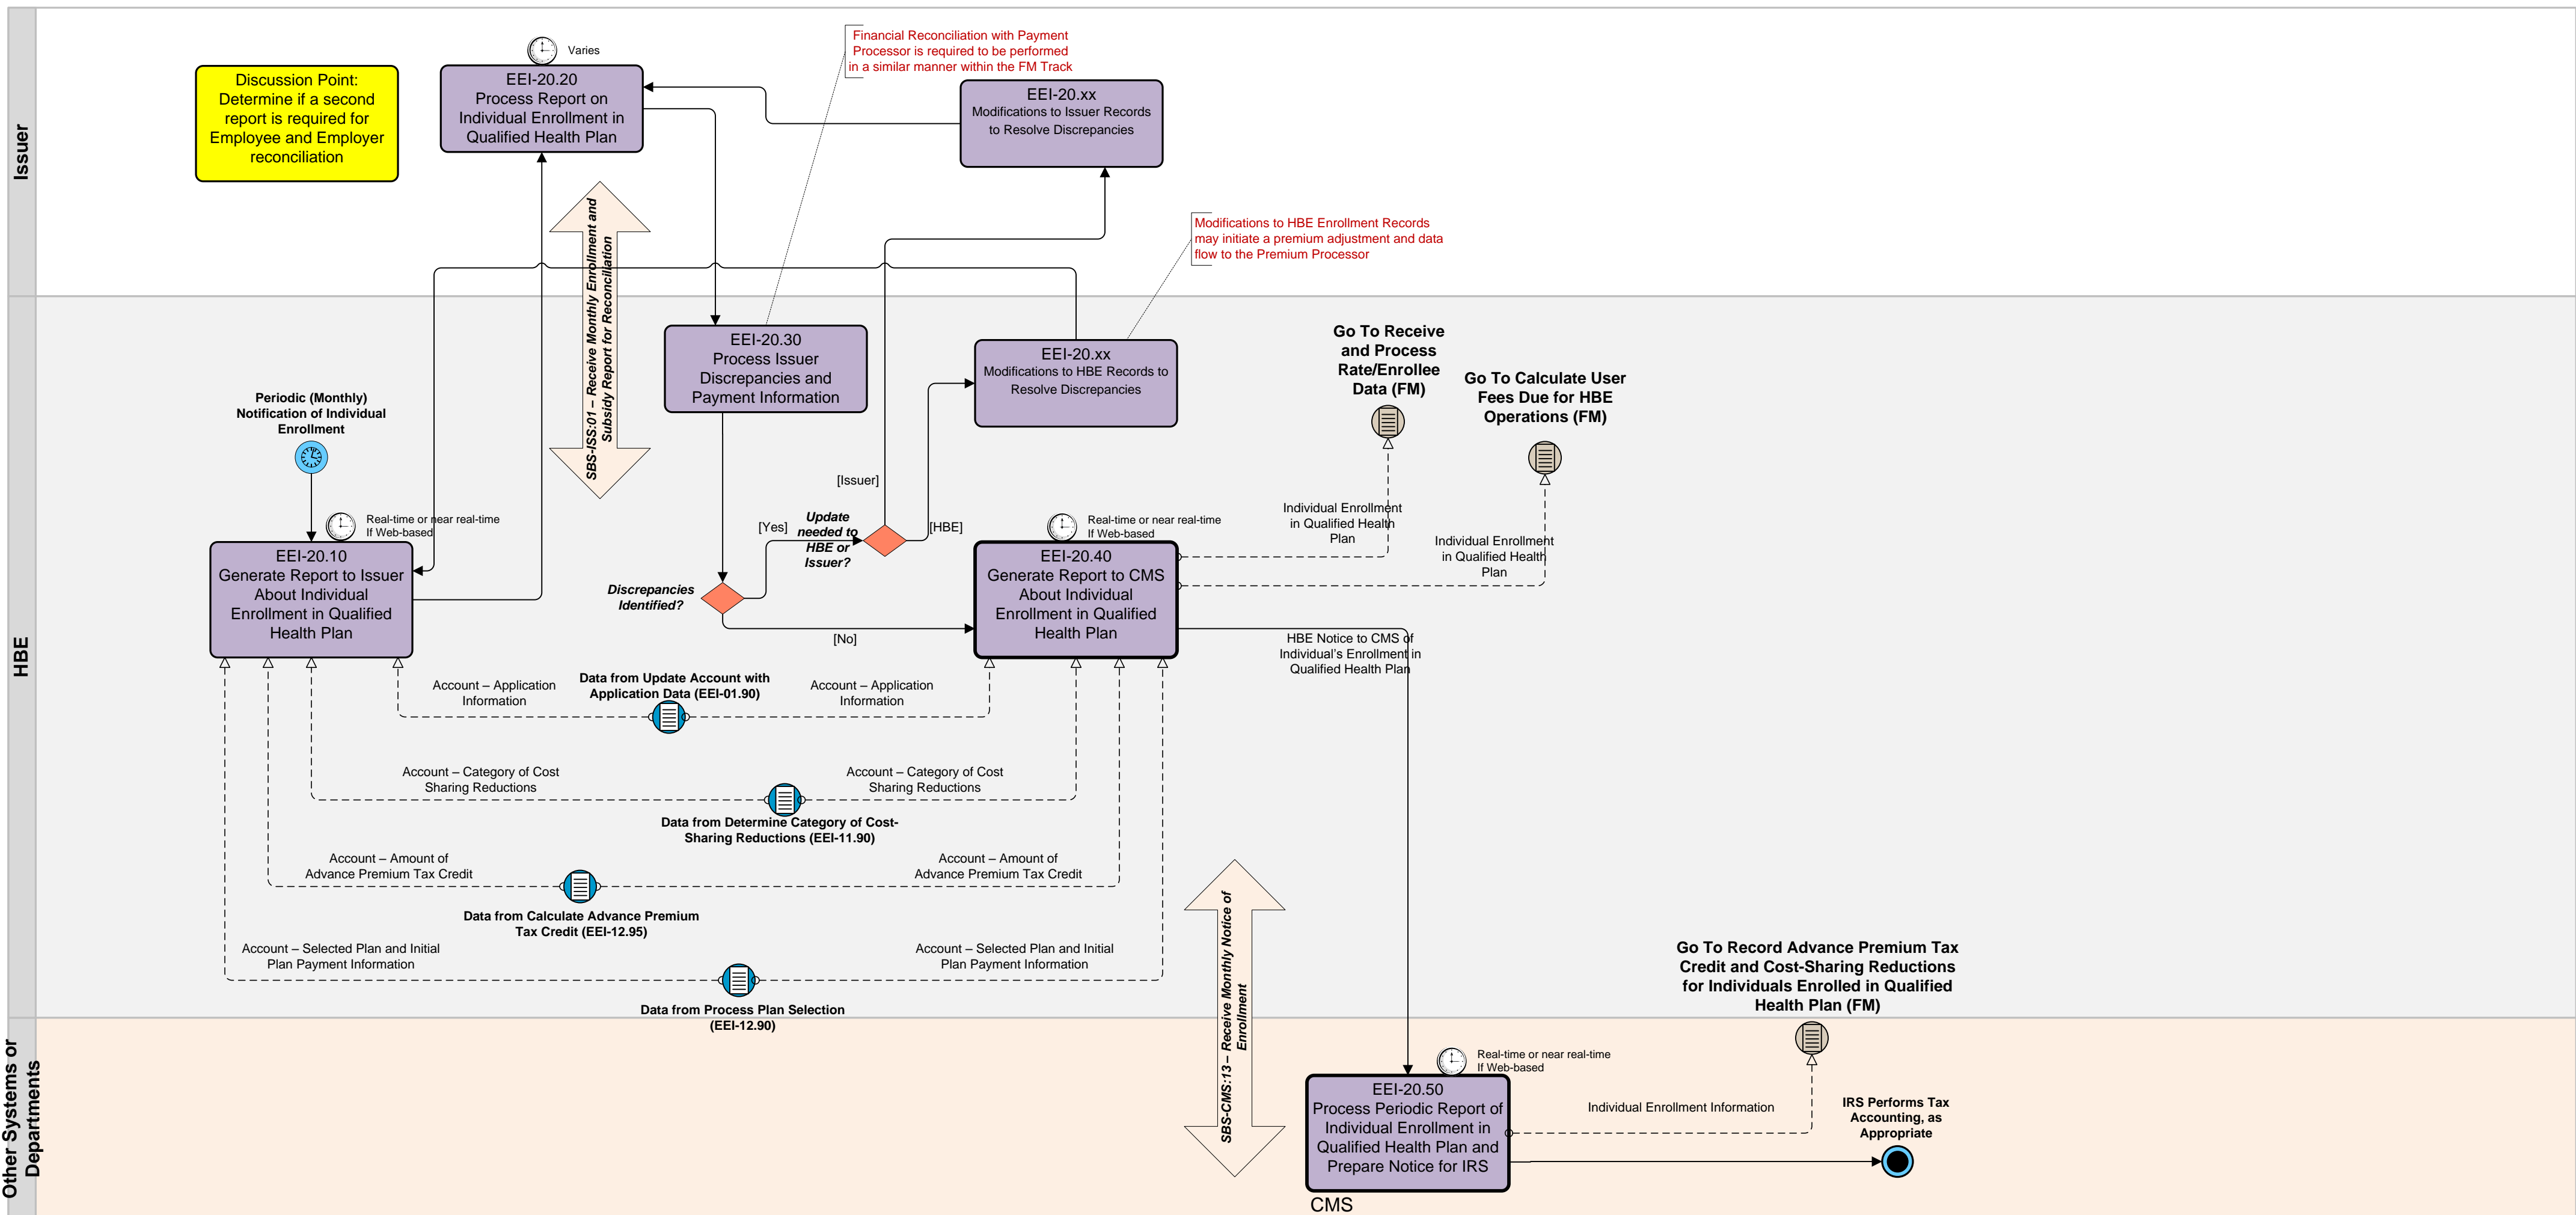 Issuer
Discussion Point:
Determine if a second
report is required for
Employee and Employer
reconciliation
Varies
EEI-20.20
Process Report on
Individual Enrollment in
Qualified Health Plan
Financial Reconciliation with Payment
Processor is required to be performed
in a similar manner within the FM Track
EEI-20.xx
Modifications to Issuer Records
to Resolve Discrepancies
SBS-ISS:01 – Receive Monthly Enrollment and
Subsidy Report for Reconciliation
Modifications to HBE Enrollment Records
may initiate a premium adjustment and data
flow to the Premium Processor
HBE
EEI-20.30
Process Issuer
Discrepancies and
Payment Information
EEI-20.xx
Modifications to HBE Records to
Resolve Discrepancies
Go To Receive
and Process
Rate/Enrollee
Data (FM)
Go To Calculate User
Fees Due for HBE
Operations (FM)
Periodic (Monthly)
Notification of Individual
Enrollment
Real-time or near real-time
If Web-based
EEI-20.10
Generate Report to Issuer
About Individual
Enrollment in Qualified
Health Plan
[Issuer]
[Yes]
Update
needed to
HBE or
Issuer?
[HBE]
Discrepancies
Identified?
[No]
Real-time or near real-time
If Web-based
EEI-20.40
Generate Report to CMS
About Individual
Enrollment in Qualified
Health Plan
Individual Enrollment
in Qualified Health
Plan
Individual Enrollment
in Qualified Health
Plan
HBE Notice to CMS of
Individual's Enrollment in
Qualified Health Plan
Account – Application
Information
Data from Update Account with
Application Data (EEI-01.90)
Account – Application
Information
Account – Category of Cost
Sharing Reductions
Account – Category of Cost
Sharing Reductions
Data from Determine Category of Cost-
Sharing Reductions (EEI-11.90)
Account – Amount of
Advance Premium Tax Credit
Account – Amount of
Advance Premium Tax Credit
Data from Calculate Advance Premium
Tax Credit (EEI-12.95)
Account – Selected Plan and Initial
Plan Payment Information
Account – Selected Plan and Initial
Plan Payment Information
Data from Process Plan Selection
(EEI-12.90)
SBS-CMS:13 – Receive Monthly Notice of
Enrollment
Go To Record Advance Premium Tax
Credit and Cost-Sharing Reductions
for Individuals Enrolled in Qualified
Health Plan (FM)
Other Systems or
Departments
Real-time or near real-time
If Web-based
EEI-20.50
Process Periodic Report of
Individual Enrollment in
Qualified Health Plan and
Prepare Notice for IRS
CMS
Individual Enrollment Information
IRS Performs Tax
Accounting, as
Appropriate